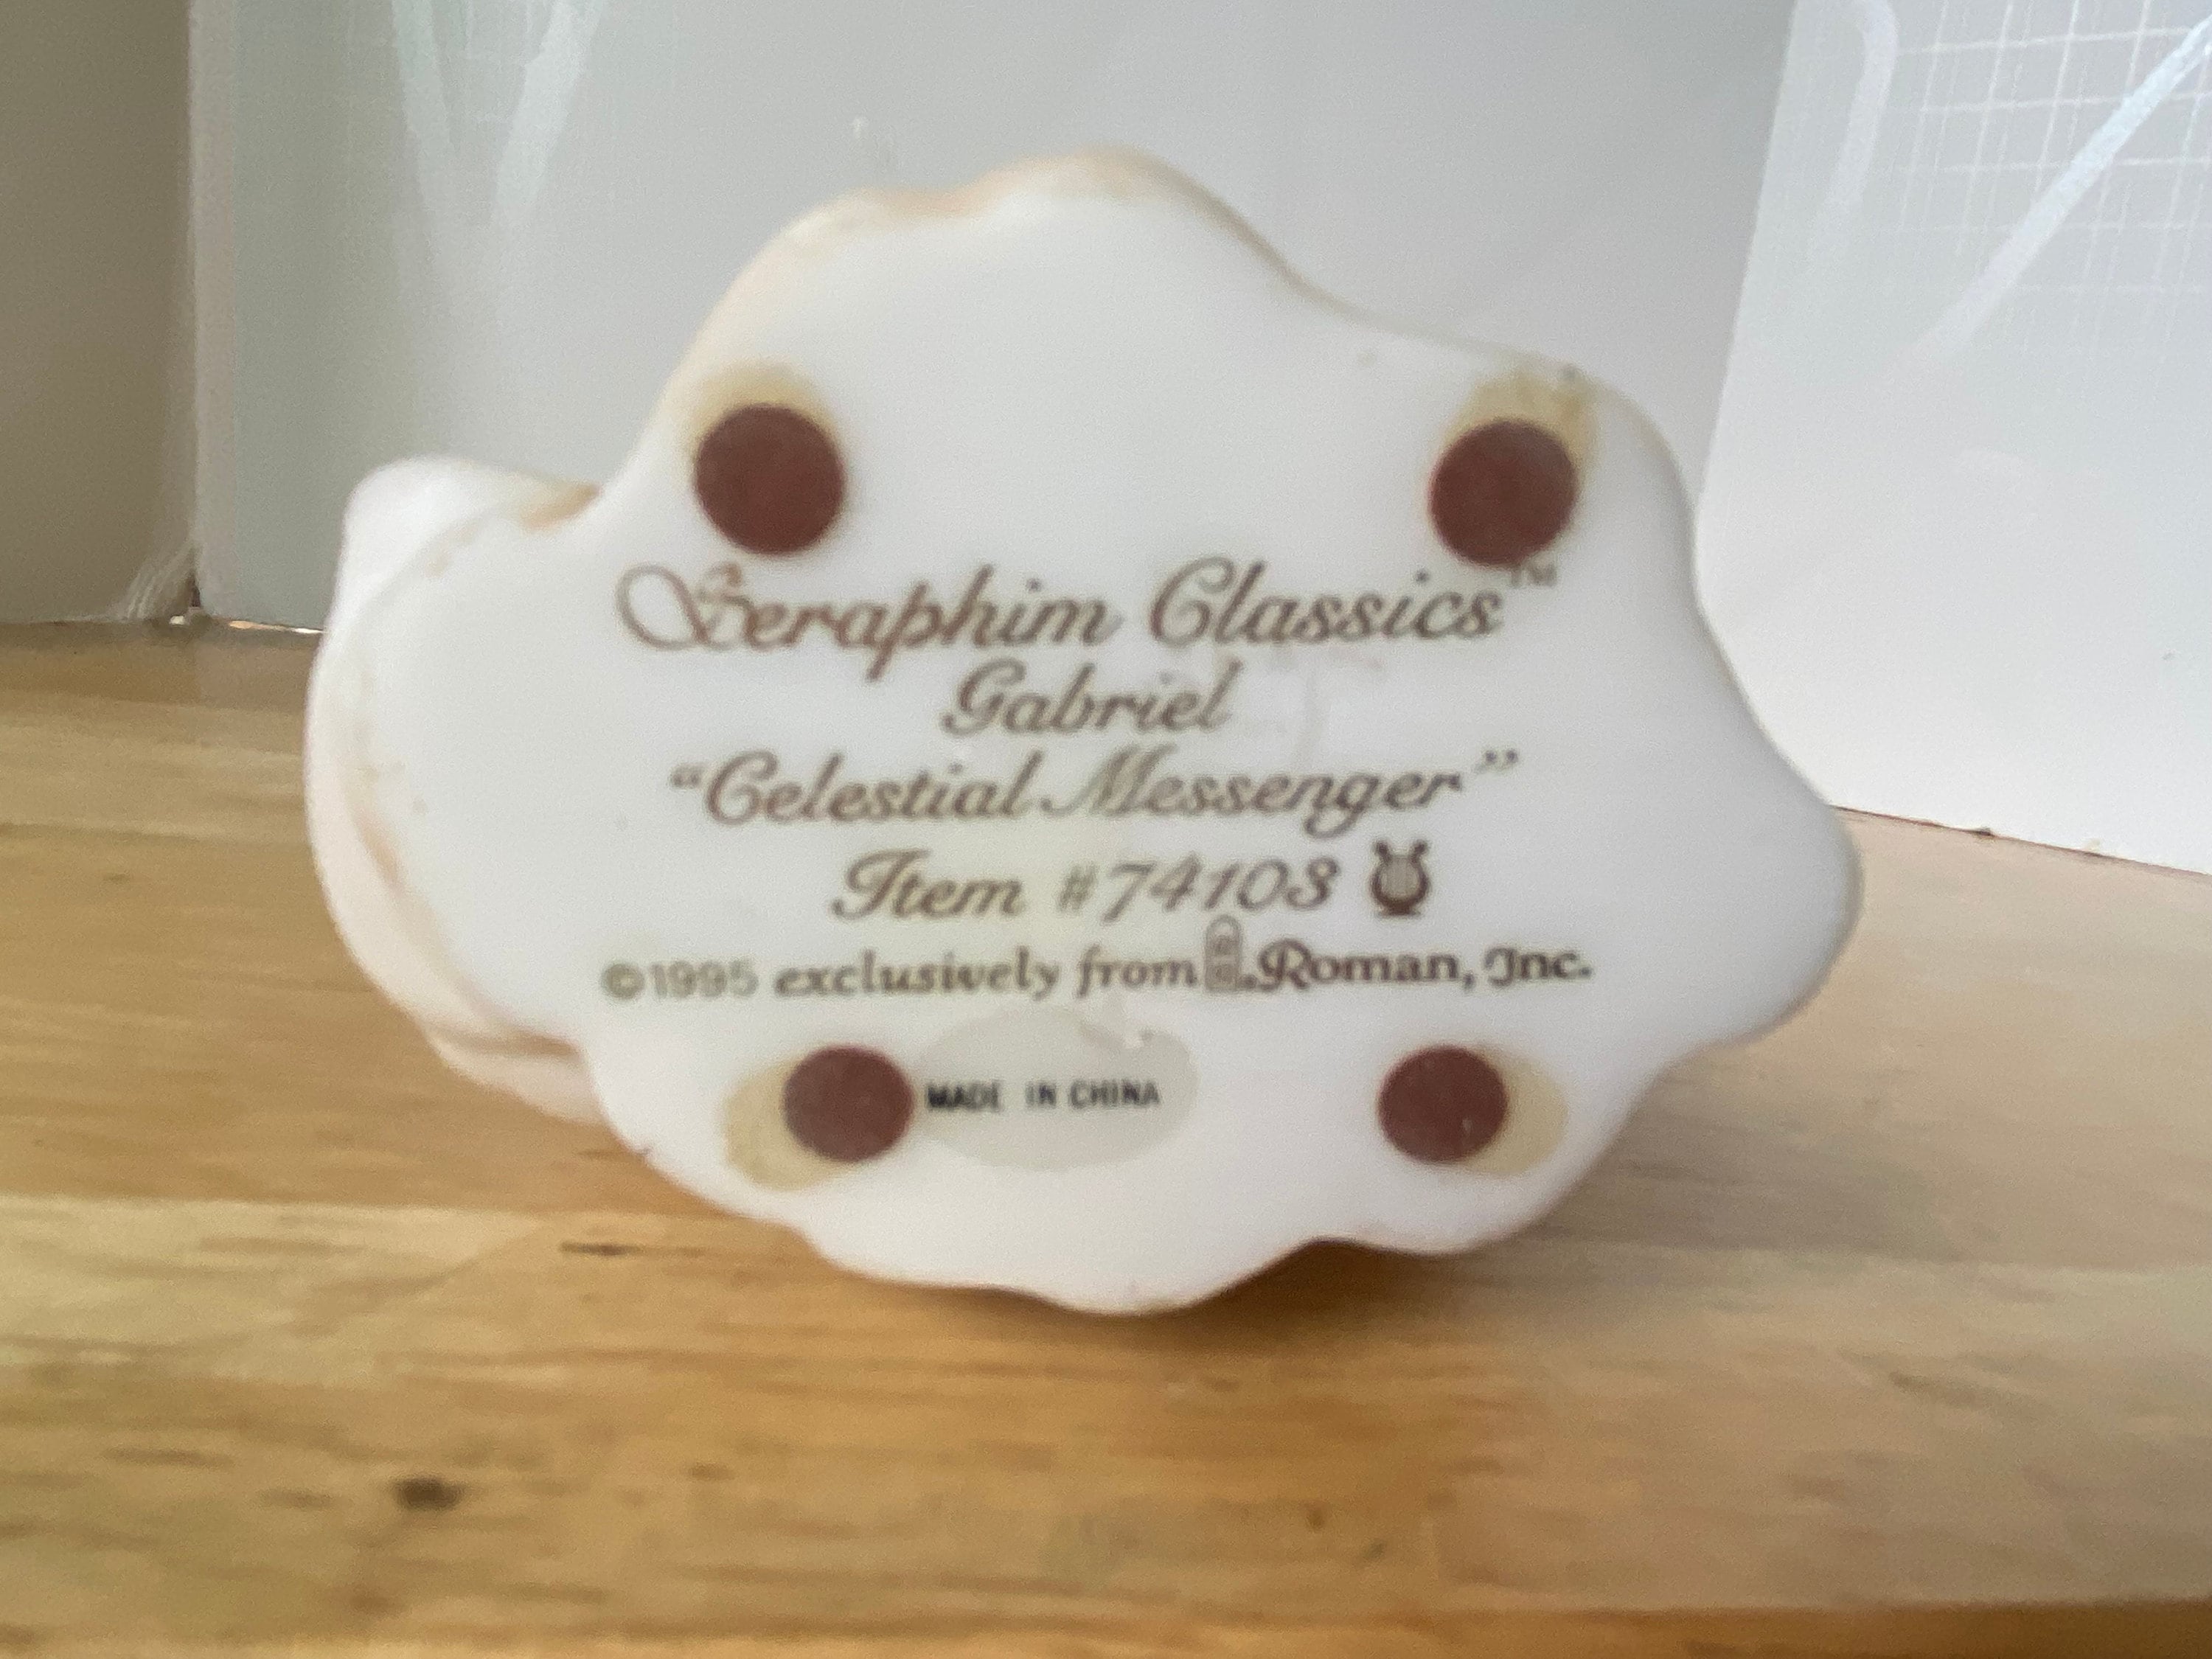 Seraphim Classics™
Gabriel
“Celestial Messenger”
Item #74103
©1995 exclusively from Roman, Inc.
MADE IN CHINA